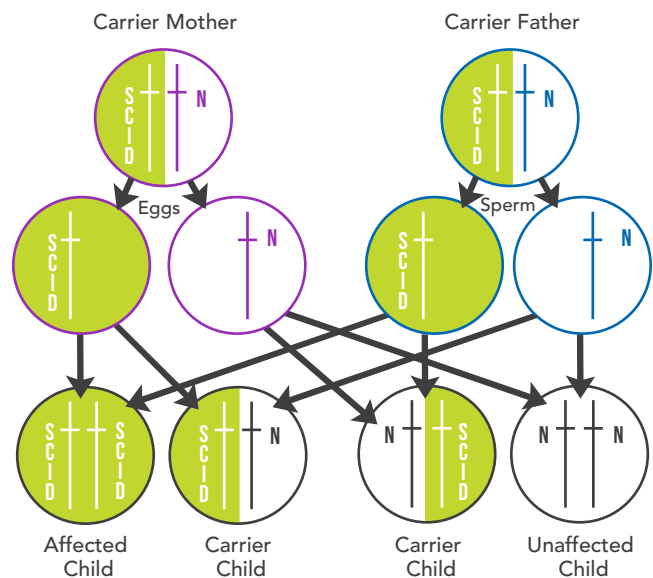 Carrier Mother
Carrier Father
SCID
N
SCID
N
Eggs
Sperm
SCID
N
SCID
N
SCID
SCID
SCID
N
N
SCID
N
N
Affected
Child
Carrier
Child
Carrier
Child
Unaffected
Child